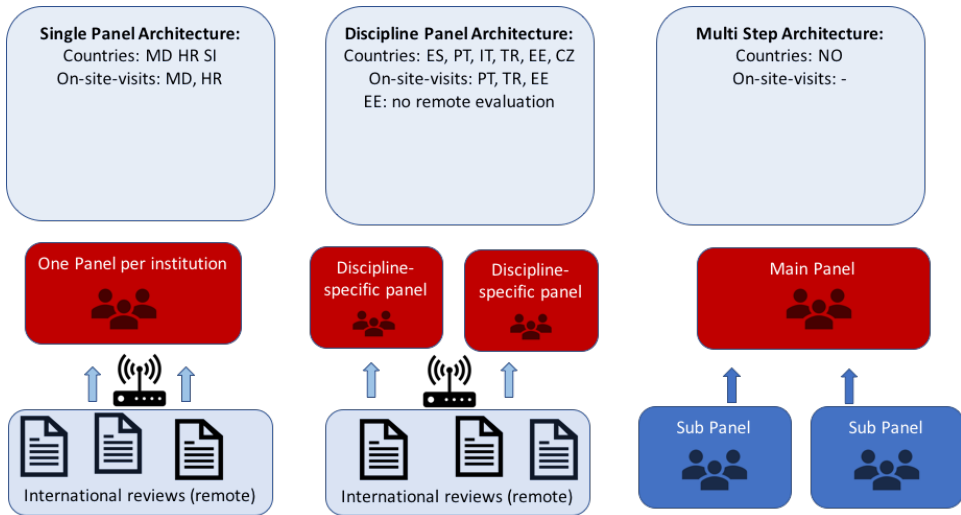 Single Panel Architecture:
Countries: MD HR SI
On-site-visits: MD, HR
Discipline Panel Architecture:
Countries: ES, PT, IT, TR, EE, CZ
On-site-visits: PT, TR, EE
EE: no remote evaluation
Multi Step Architecture:
Countries: NO
On-site-visits: -
One Panel per institution
Discipline-
specific panel
Discipline-
specific panel
Main Panel
International reviews (remote)
International reviews (remote)
Sub Panel
Sub Panel